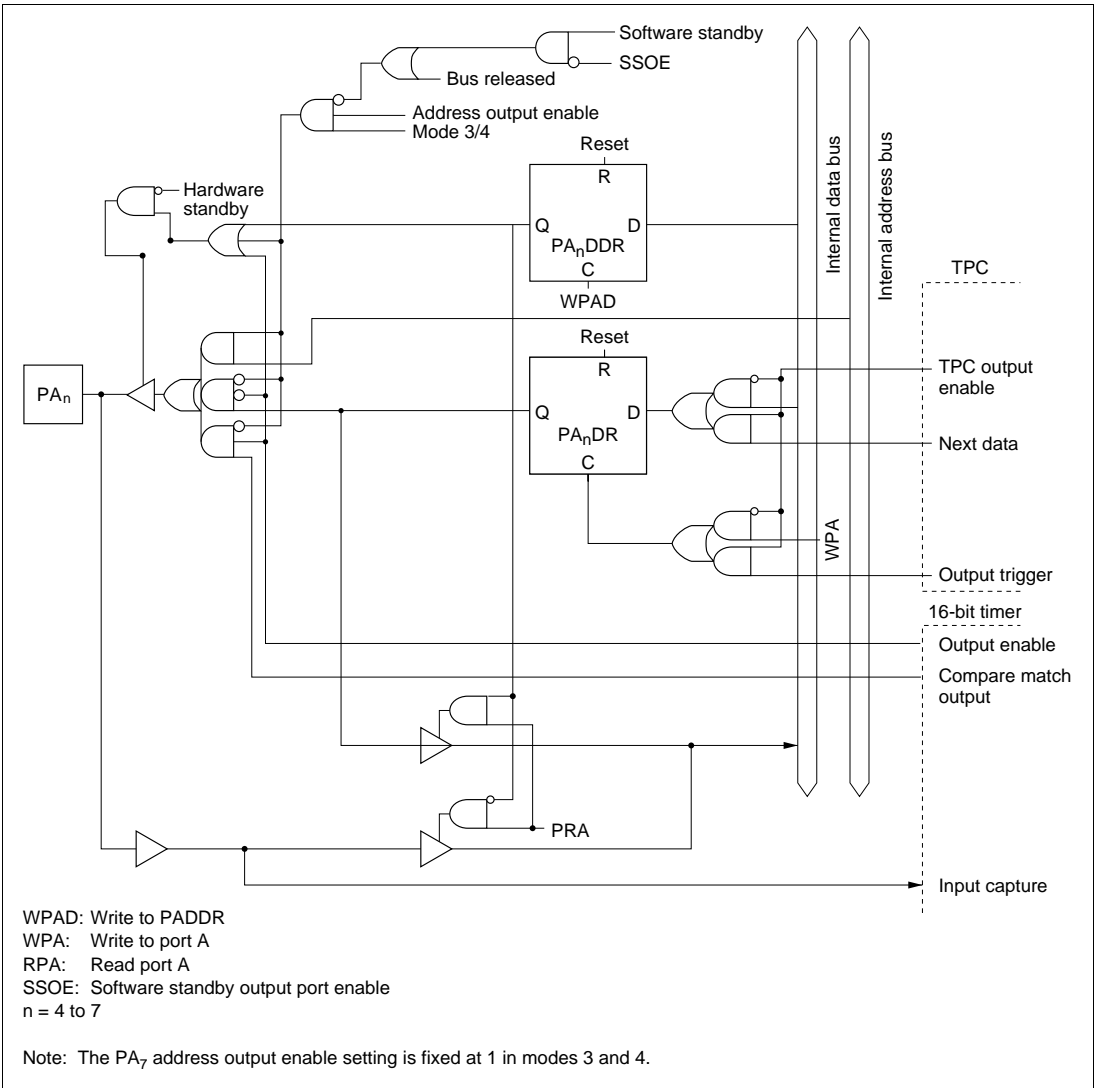 Software standby
SSOE
Bus released
Address output enable
Mode 3/4
Reset
R
Hardware
standby
Q
D
PAnDDR
C
WPAD
Internal data bus
Internal address bus
TPC
Reset
R
TPC output
enable
PAn
Q
D
PAnDR
C
Next data
WPA
Output trigger
16-bit timer
Output enable
Compare match
output
PRA
Input capture
WPAD: Write to PADDR
WPA: Write to port A
RPA: Read port A
SSOE: Software standby output port enable
n = 4 to 7
Note: The PA7 address output enable setting is fixed at 1 in modes 3 and 4.